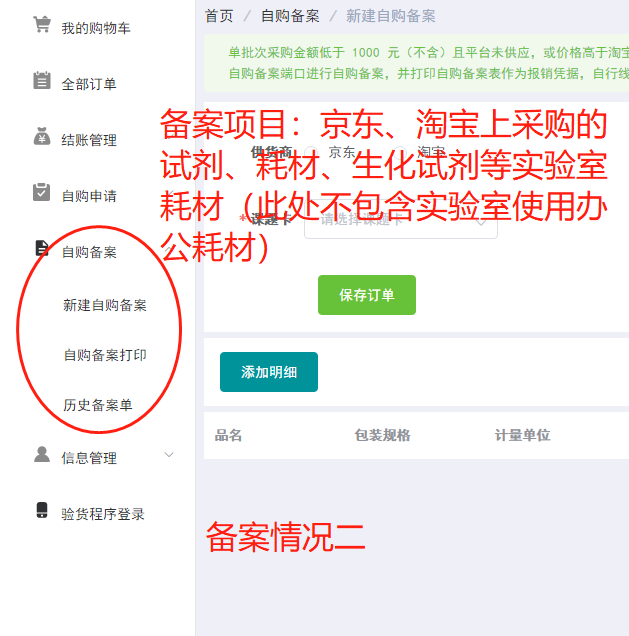 我的购物车
全部订单
结账管理
自购申请
自购备案
新建自购备案
自购备案打印
历史备案单
信息管理
验货程序登录
首页 / 自购备案 / 新建自购备案
单批次采购金额低于 1000 元（不含）且平台未供应，或价格高于淘宝
自购备案端口进行自购备案，并打印自购备案表作为报销凭据，自行线
备案项目：京东、淘宝上采购的
试剂、耗材、生化试剂等实验室
耗材（此处不包含实验室使用办
公耗材）
供货商 京东 淘宝
* 课题卡 请选择课题卡
保存订单
添加明细
品名 包装规格 计量单位
备案情况二